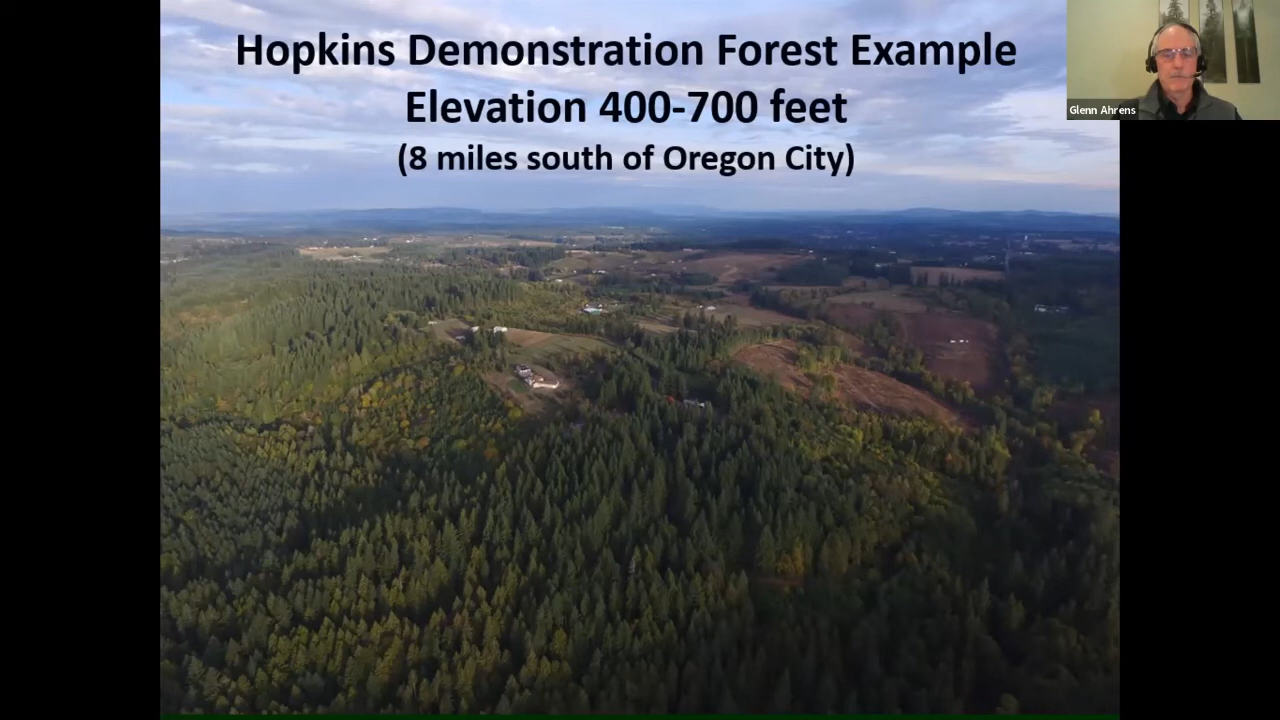 Hopkins Demonstration Forest Example
Elevation 400-700 feet
(8 miles south of Oregon City)
Glenn Ahrens